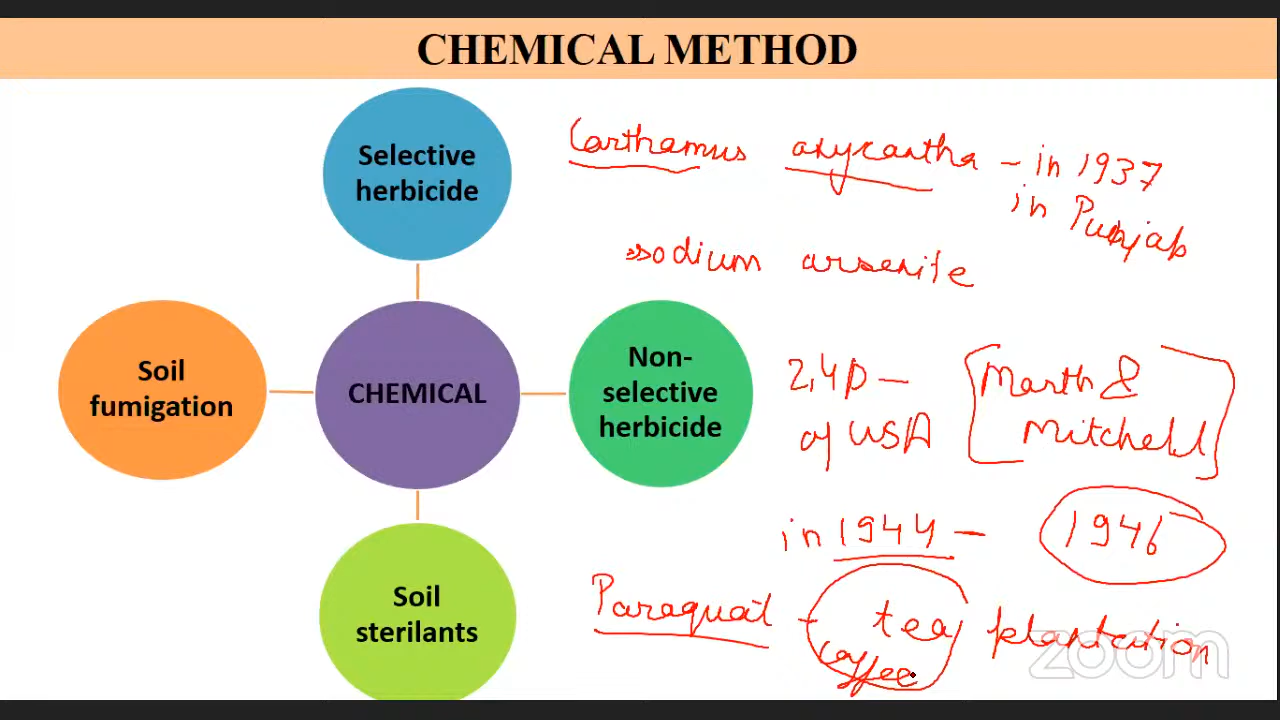 CHEMICAL METHOD
Selective
herbicide
Carthamus oxycantha - in 1937
in Punjab
sodium arsenite
Soil
fumigation
CHEMICAL
Non-
selective
herbicide
2,4D - Marth &
of USA Mitchell
in 1944 - 1946
Soil
sterilants
Paraquat - tea plantation
coffee
zoom